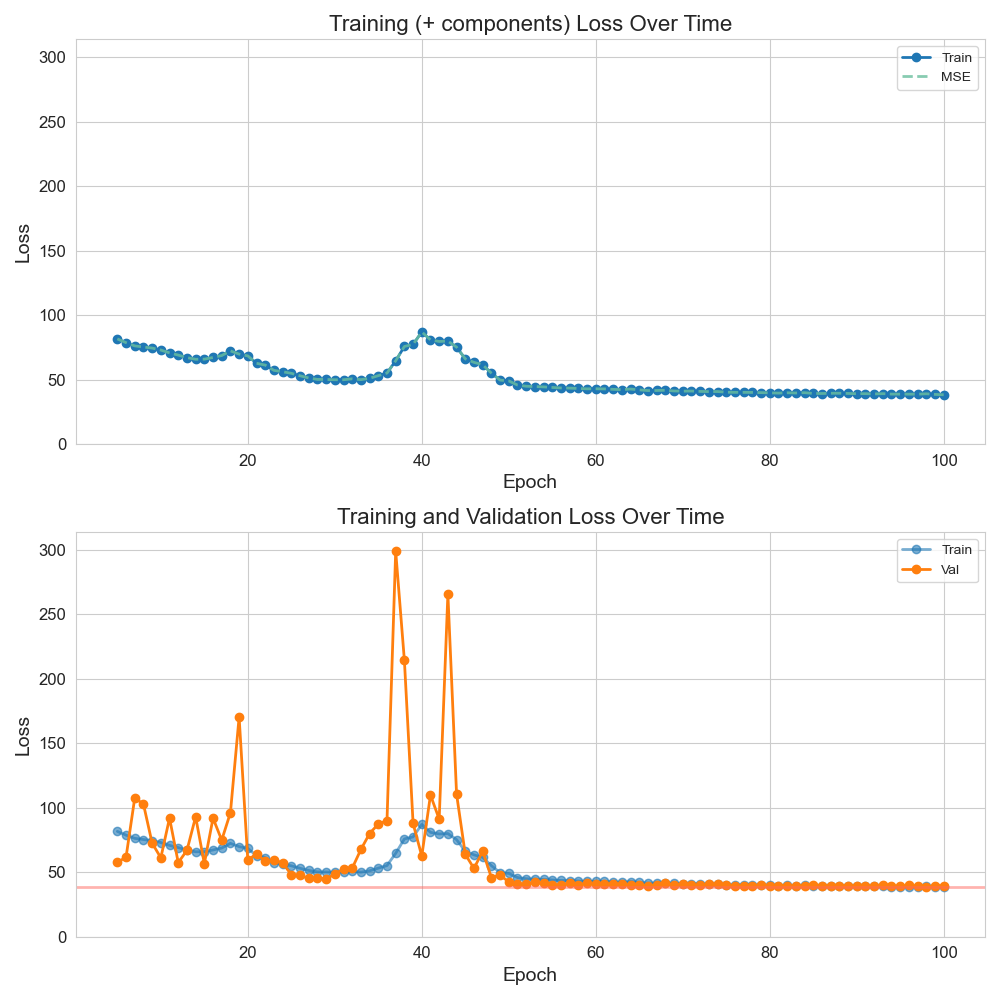 Training (+ components) Loss Over Time
300
250
200
150
100
50
0
Loss
Train
MSE
20 40 60 80 100
Epoch
Training and Validation Loss Over Time
300
250
200
150
100
50
0
Loss
Train
Val
20 40 60 80 100
Epoch